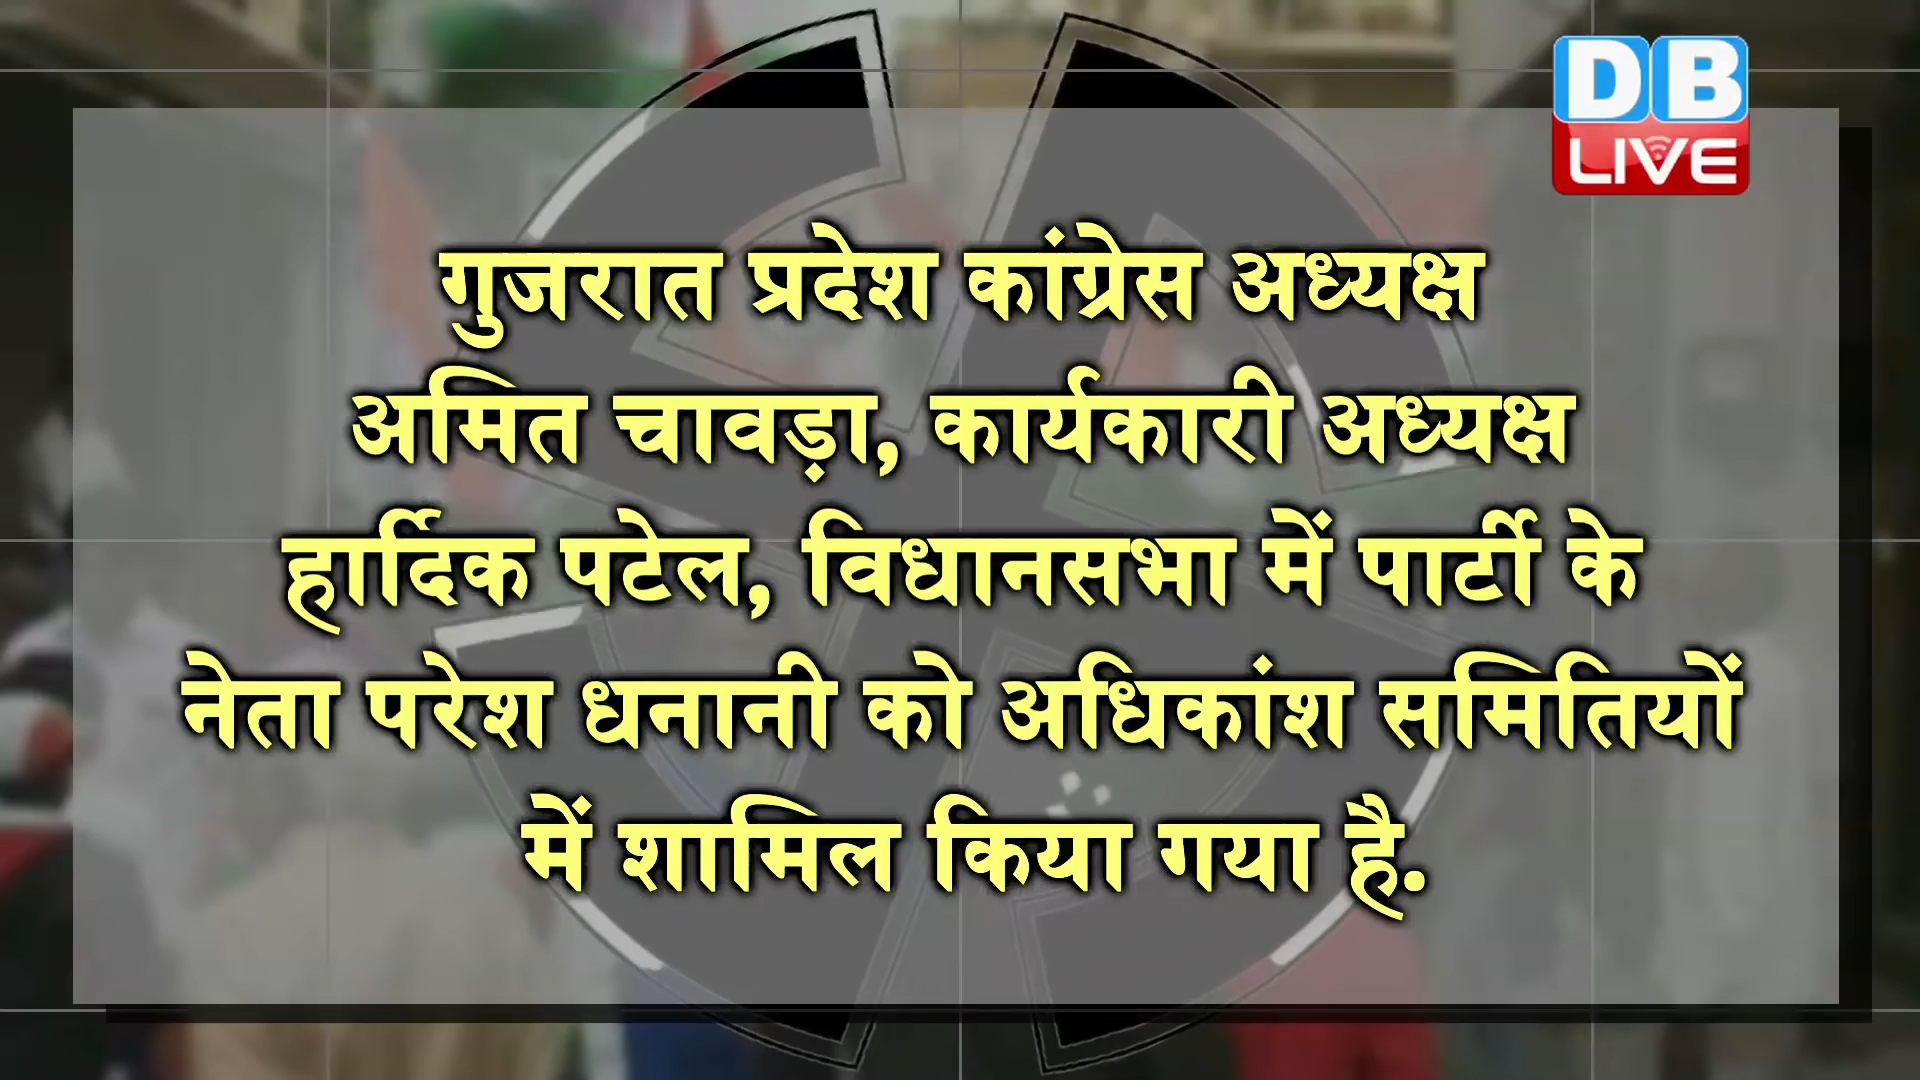 DB
LIVE
गुजरात प्रदेश कांग्रेस अध्यक्ष
अमित चावड़ा, कार्यकारी अध्यक्ष
हार्दिक पटेल, विधानसभा में पार्टी के
नेता परेश धनानी को अधिकांश समितियों
में शामिल किया गया है.